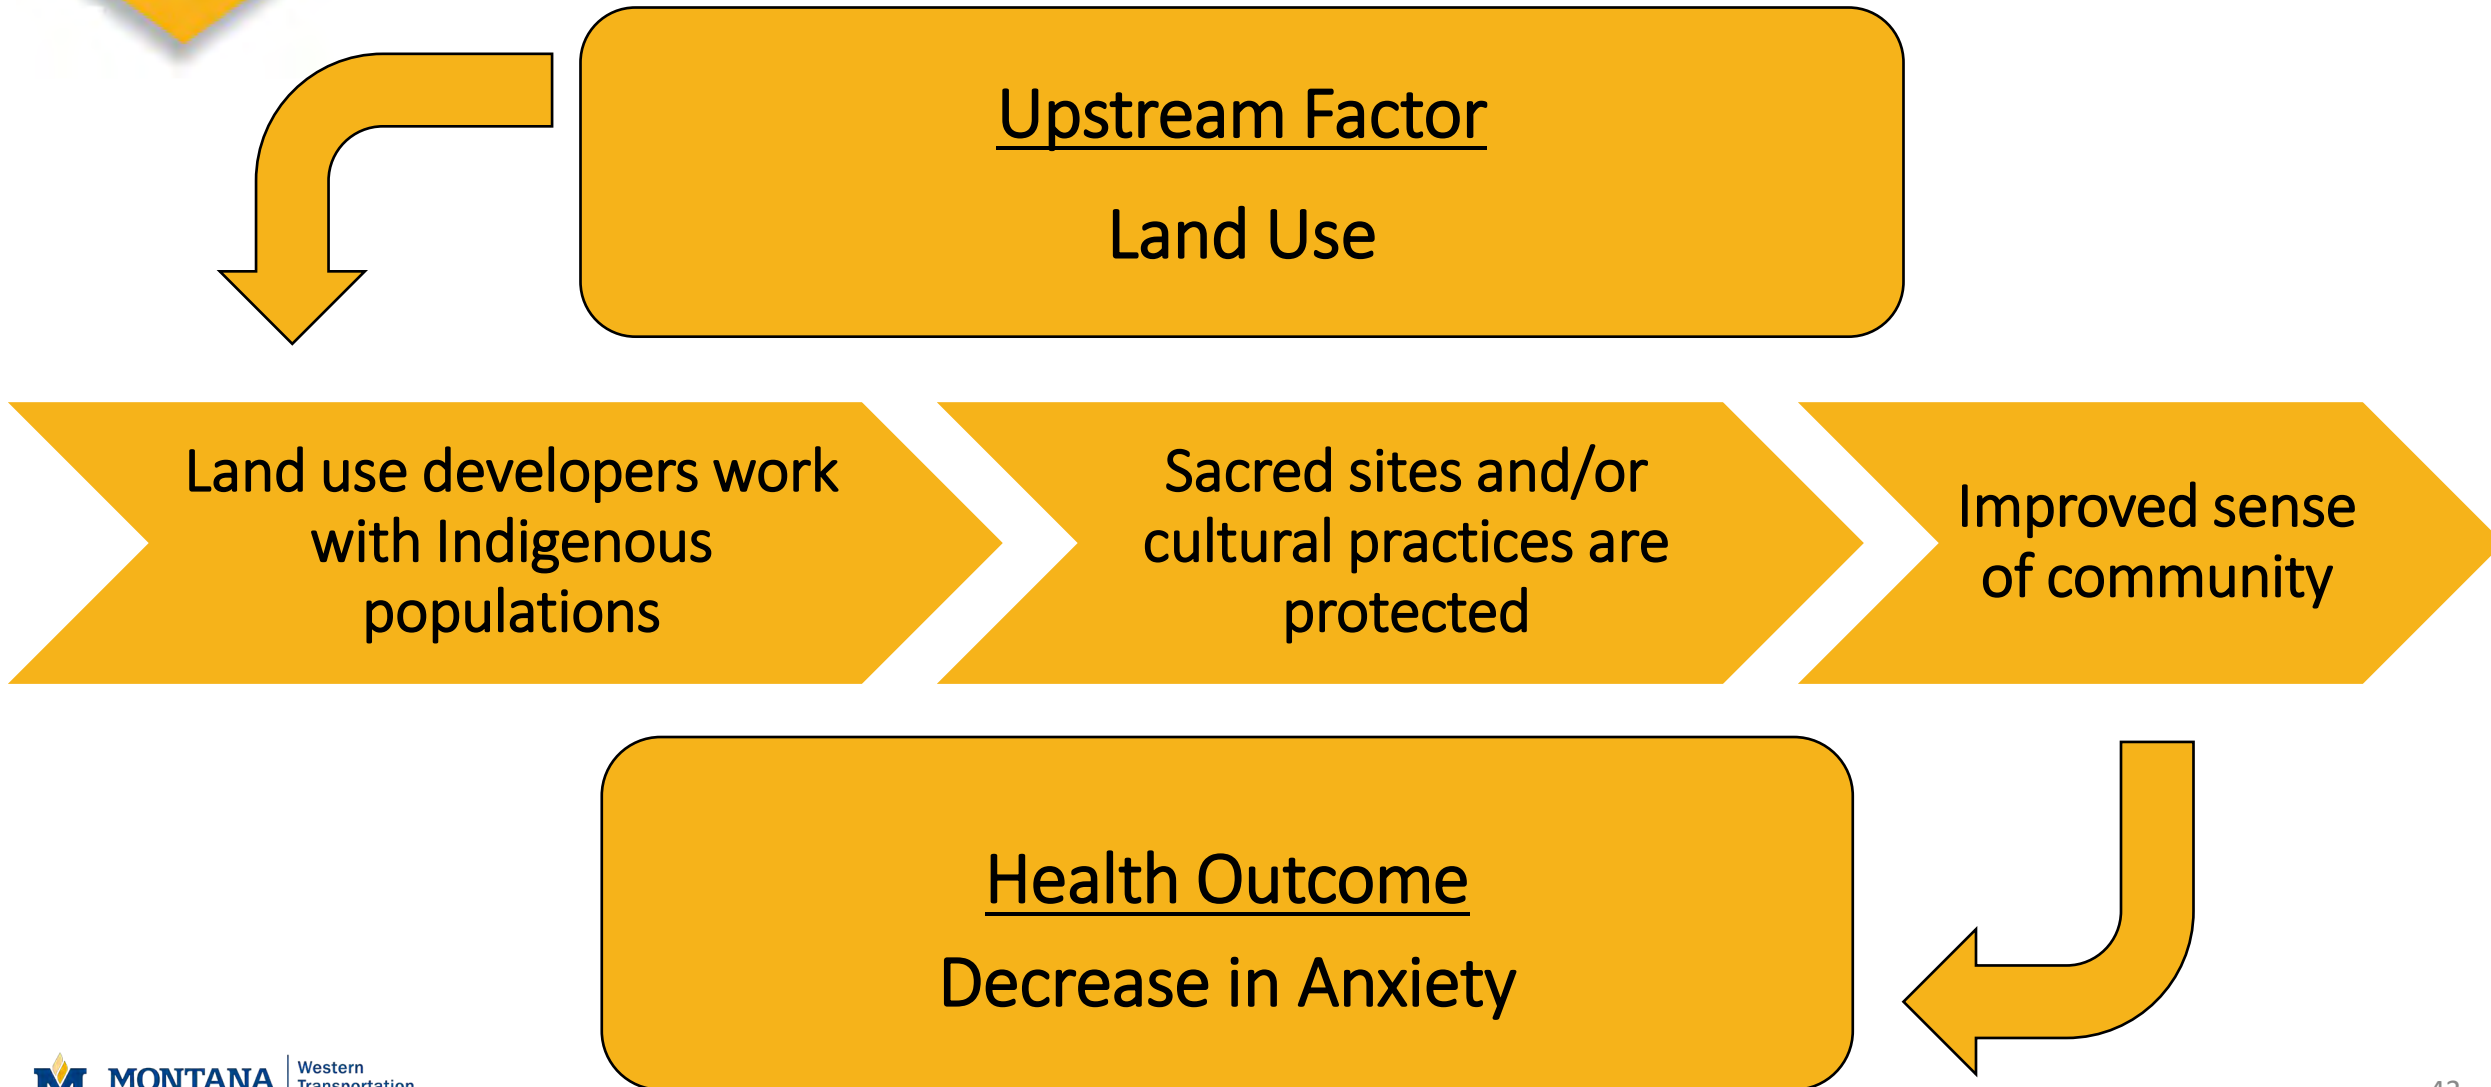 Upstream Factor
Land Use
Land use developers work
with Indigenous
populations
Sacred sites and/or
cultural practices are
protected
Improved sense
of community
Health Outcome
Decrease in Anxiety
MONTANA
Western
Transportation